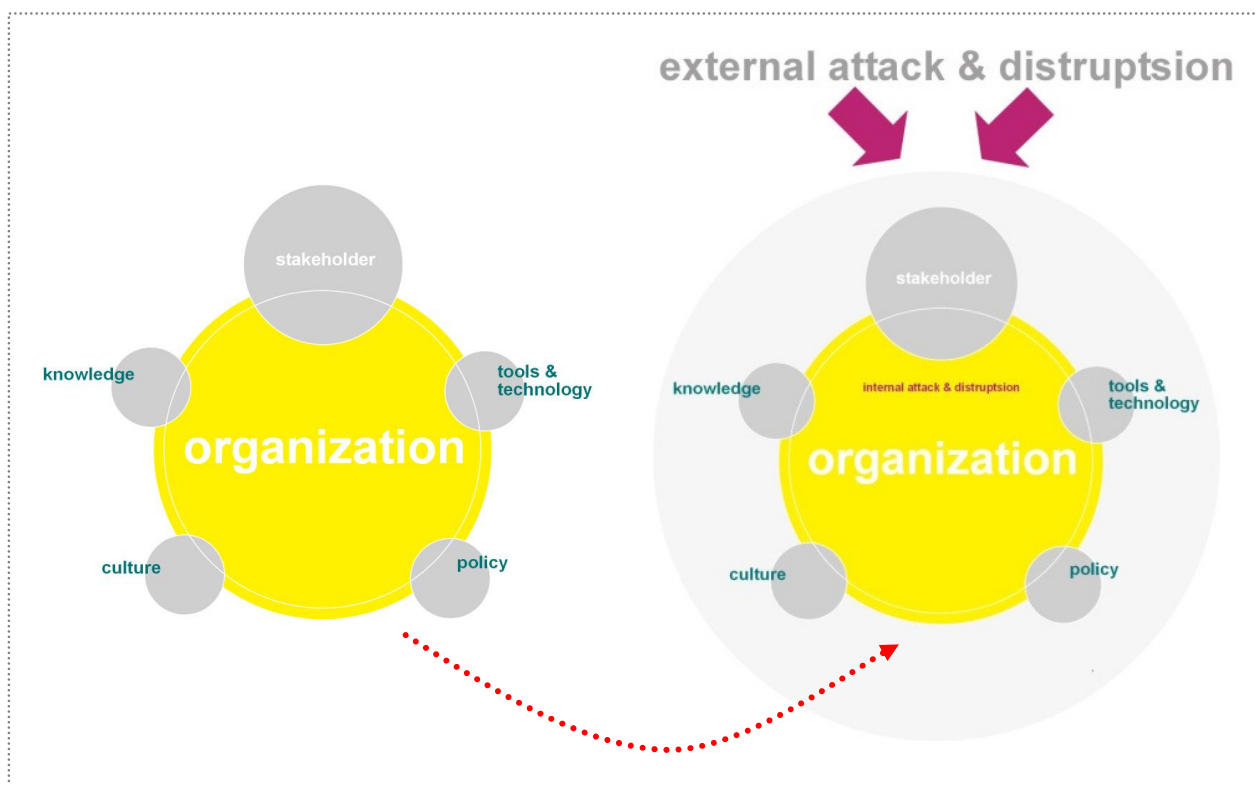 external attack & distruptsion
stakeholder
knowledge
tools &
technology
organization
culture
policy
stakeholder
knowledge
internal attack & distruptsion
tools &
technology
organization
culture
policy